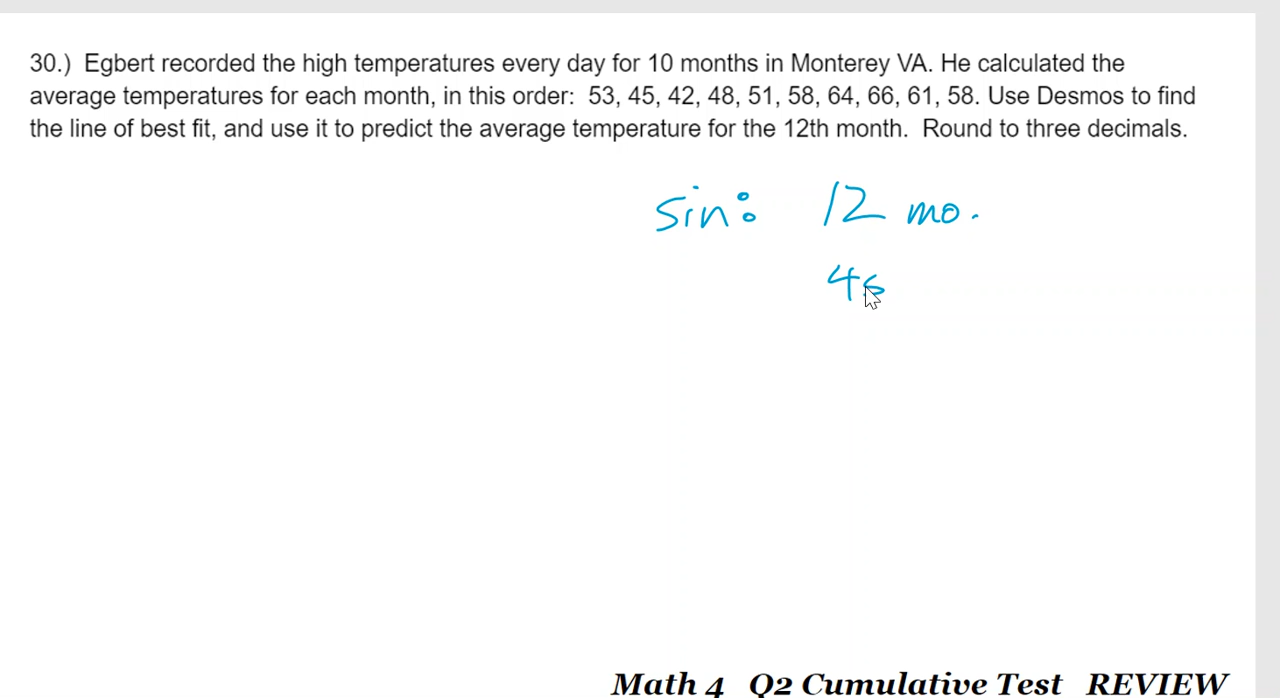 30.) Egbert recorded the high temperatures every day for 10 months in Monterey VA. He calculated the
average temperatures for each month, in this order: 53, 45, 42, 48, 51, 58, 64, 66, 61, 58. Use Desmos to find
the line of best fit, and use it to predict the average temperature for the 12th month. Round to three decimals.
sin: 12 mo.
Math 4 Q2 Cumulative Test REVIEW